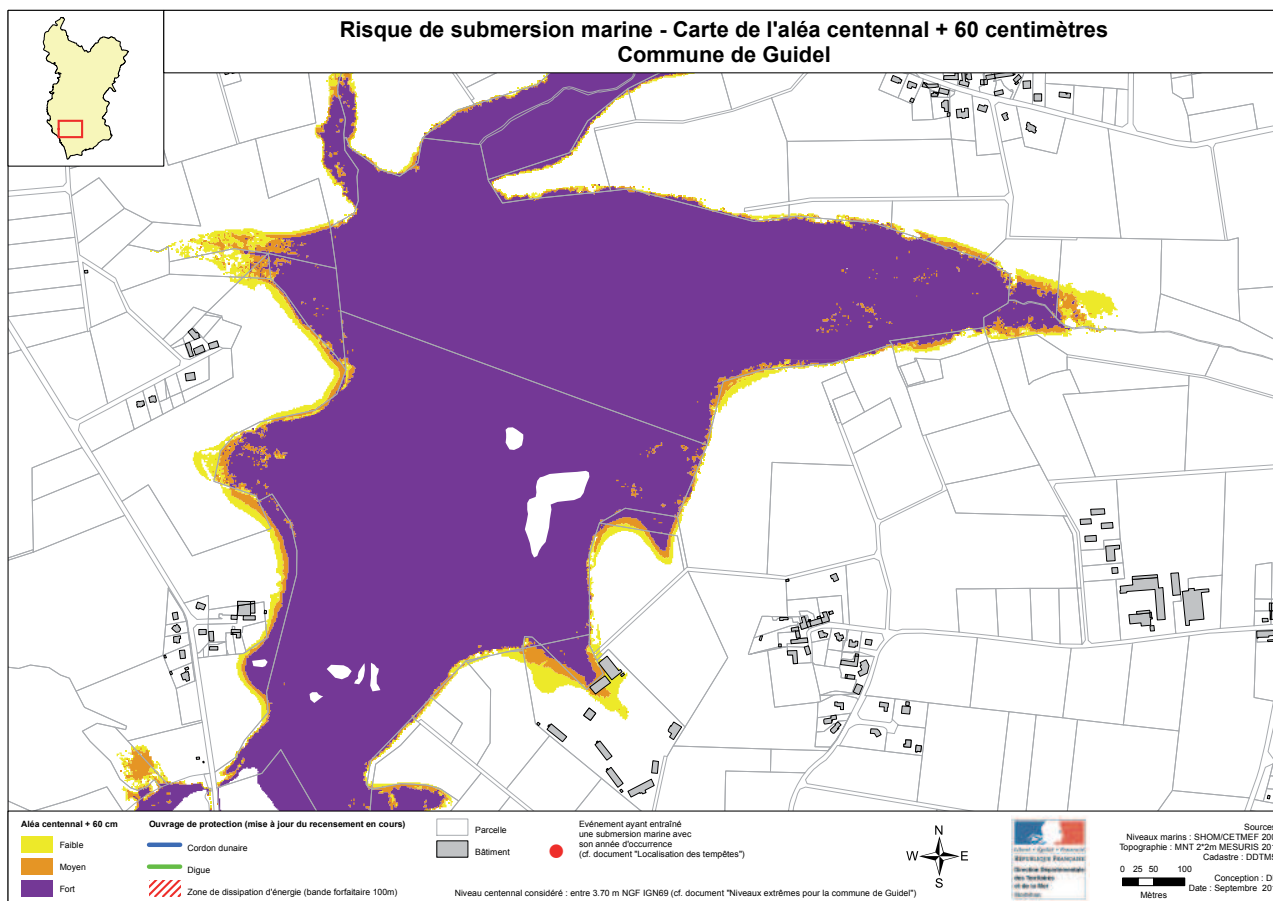 Risque de submersion marine - Carte de l'aléa centennal + 60 centimètres
Commune de Guidel
Aléa centennal + 60 cm
Faible
Moyen
Fort
Ouvrage de protection (mise à jour du recensement en cours)
Cordon dunaire
Digue
Zone de dissipation d'énergie (bande forfaitaire 100m)
Parcelle
Bâtiment
Evénement ayant entraîné
une submersion marine avec
son année d'occurrence
(cf. document "Localisation des tempêtes")
Niveau centennal considéré : entre 3.70 m NGF IGN69 (cf. document "Niveaux extrêmes pour la commune de Guidel")
N
W E
S
RÉPUBLIQUE FRANÇAISE
Direction Départementale
des Territoires
et de la Mer
Sources
Niveaux marins : SHOM/CETMEF 200
Topographie : MNT 2*2m MESURIS 201
Cadastre : DDTM5
0 25 50 100
Mètres
Conception : D
Date : Septembre 201